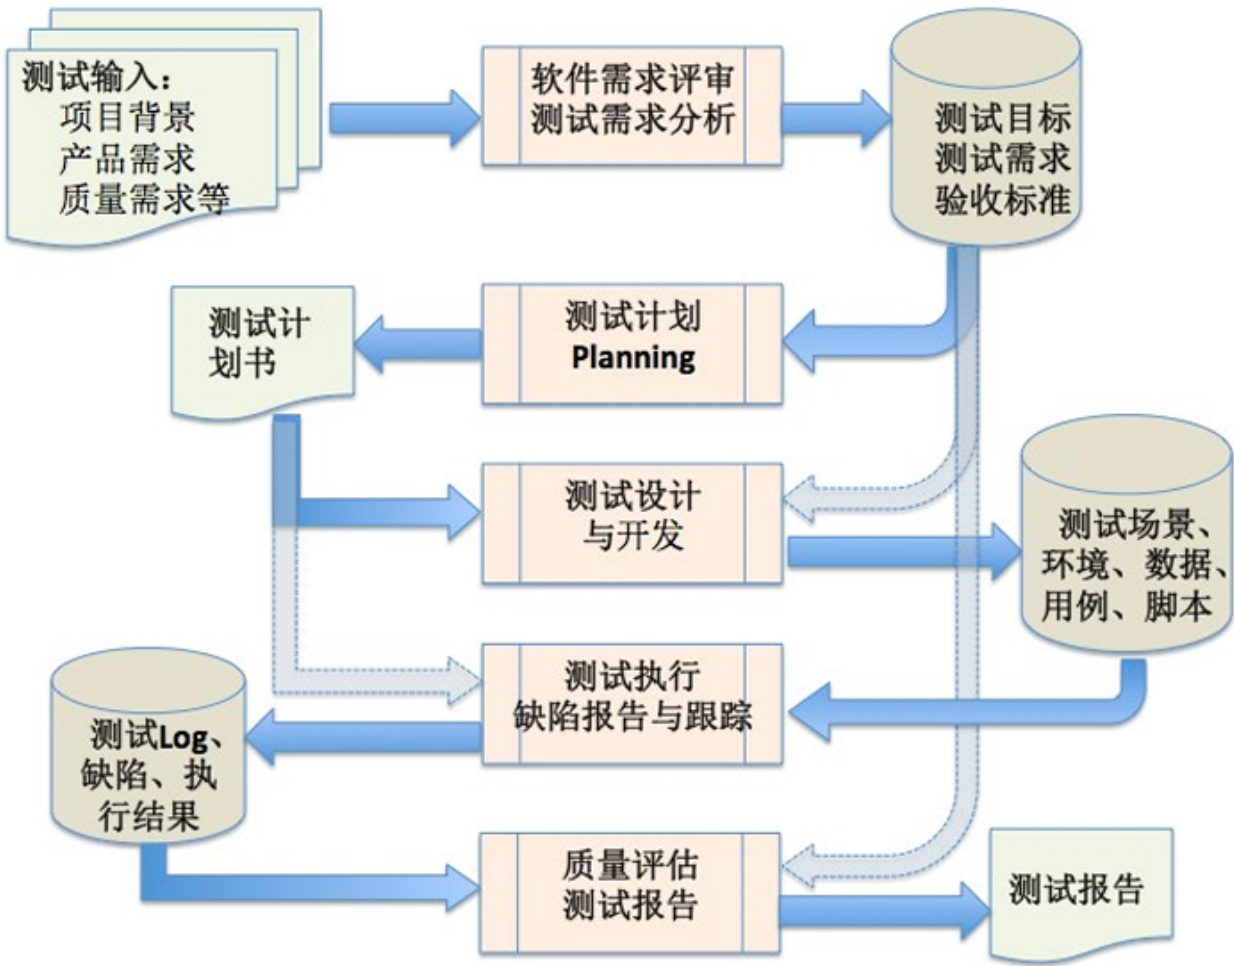 测试输入：
项目背景
产品需求
质量需求等
软件需求评审
测试需求分析
测试目标
测试需求
验收标准
测试计
划书
测试计划
Planning
测试设计
与开发
测试场景、
环境、数据、
用例、脚本
测试执行
缺陷报告与跟踪
测试Log、
缺陷、执
行结果
质量评估
测试报告
测试报告